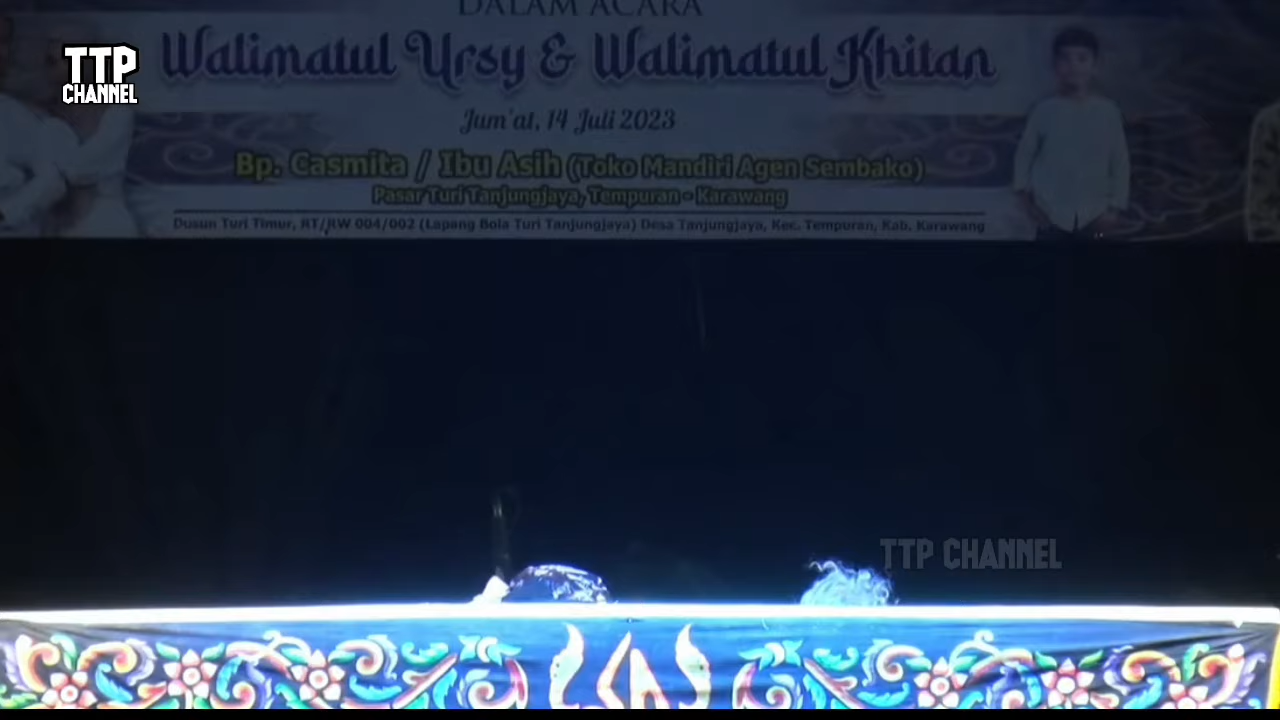 DALAM ACARA
TTP
CHANNEL
Walimatul Ursy & Walimatul Khitan
Jum'at, 14 Juli 2023
Bp. Casmita / Ibu Asih (Toko Mandiri Agen Sembako)
Pasar Turi Tanjungjaya, Tempuran - Karawang
Dusun Turi Timur, RT/RW 004/002 (Lapang Bola Turi Tanjungjaya) Desa Tanjungjaya, Kec. Tempuran, Kab. Karawang
TTP CHANNEL